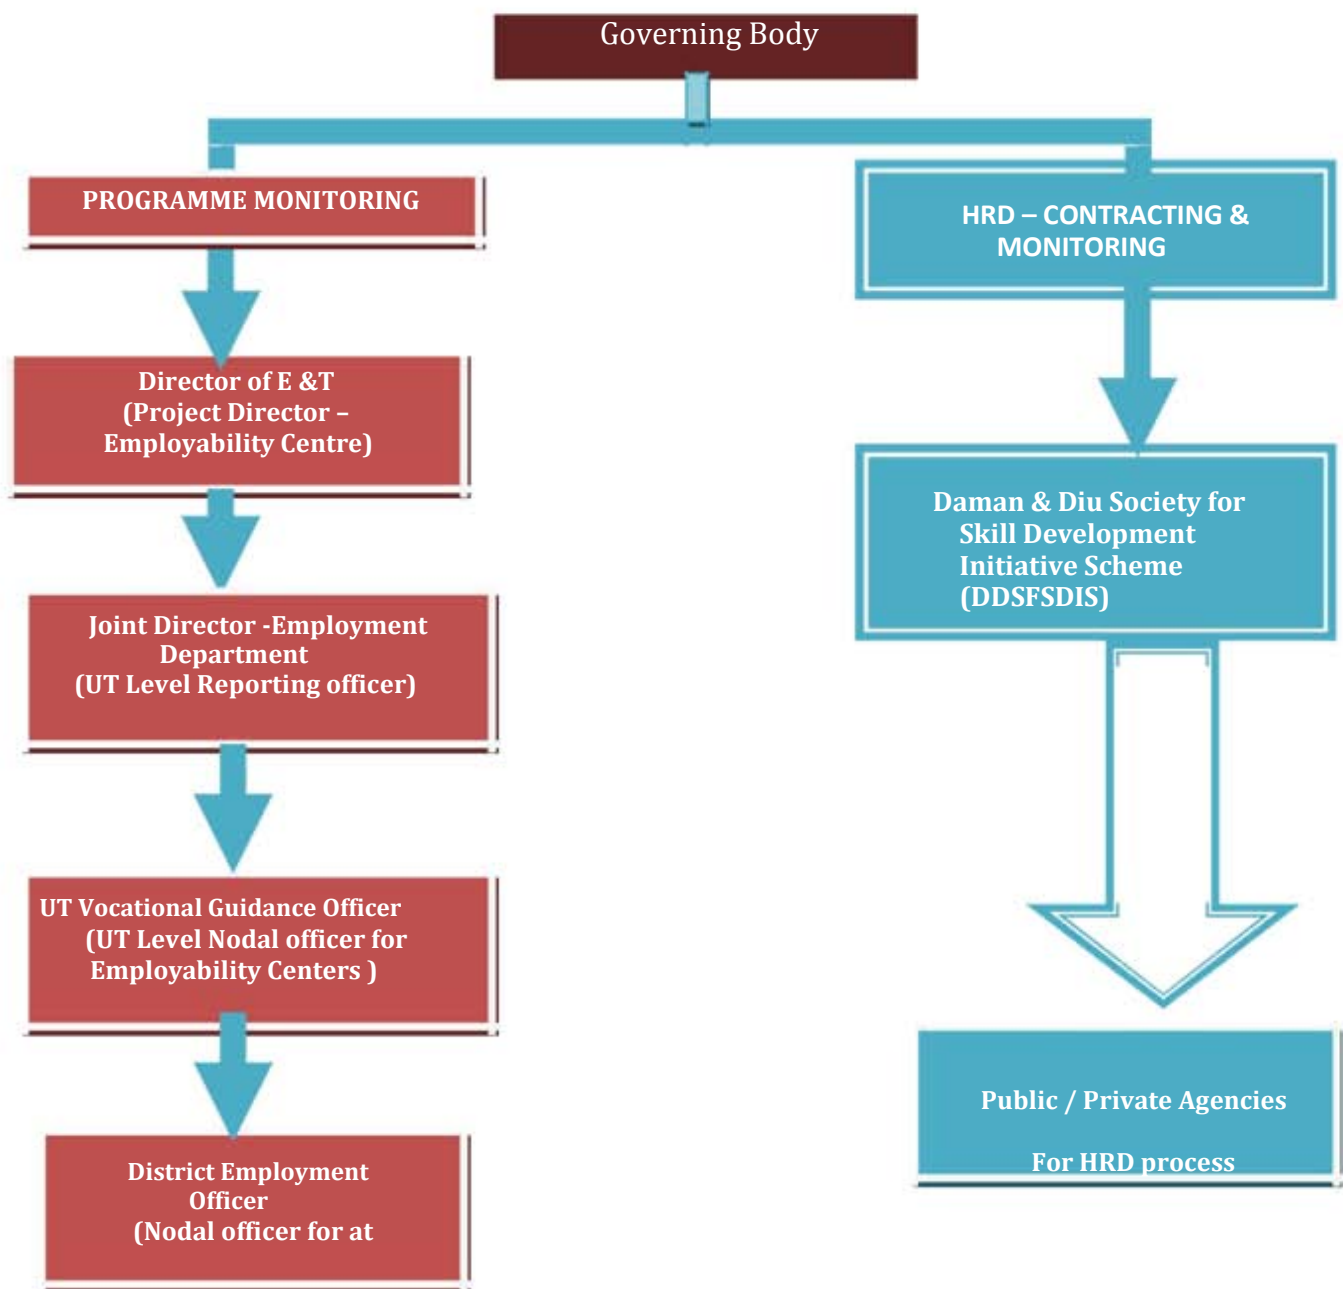 Governing Body
PROGRAMME MONITORING
Director of E &T
(Project Director –
Employability Centre)
Joint Director -Employment
Department
(UT Level Reporting officer)
UT Vocational Guidance Officer
(UT Level Nodal officer for
Employability Centers )
District Employment
Officer
(Nodal officer for at
HRD – CONTRACTING &
MONITORING
Daman & Diu Society for
Skill Development
Initiative Scheme
(DDSFSDIS)
Public / Private Agencies
For HRD process